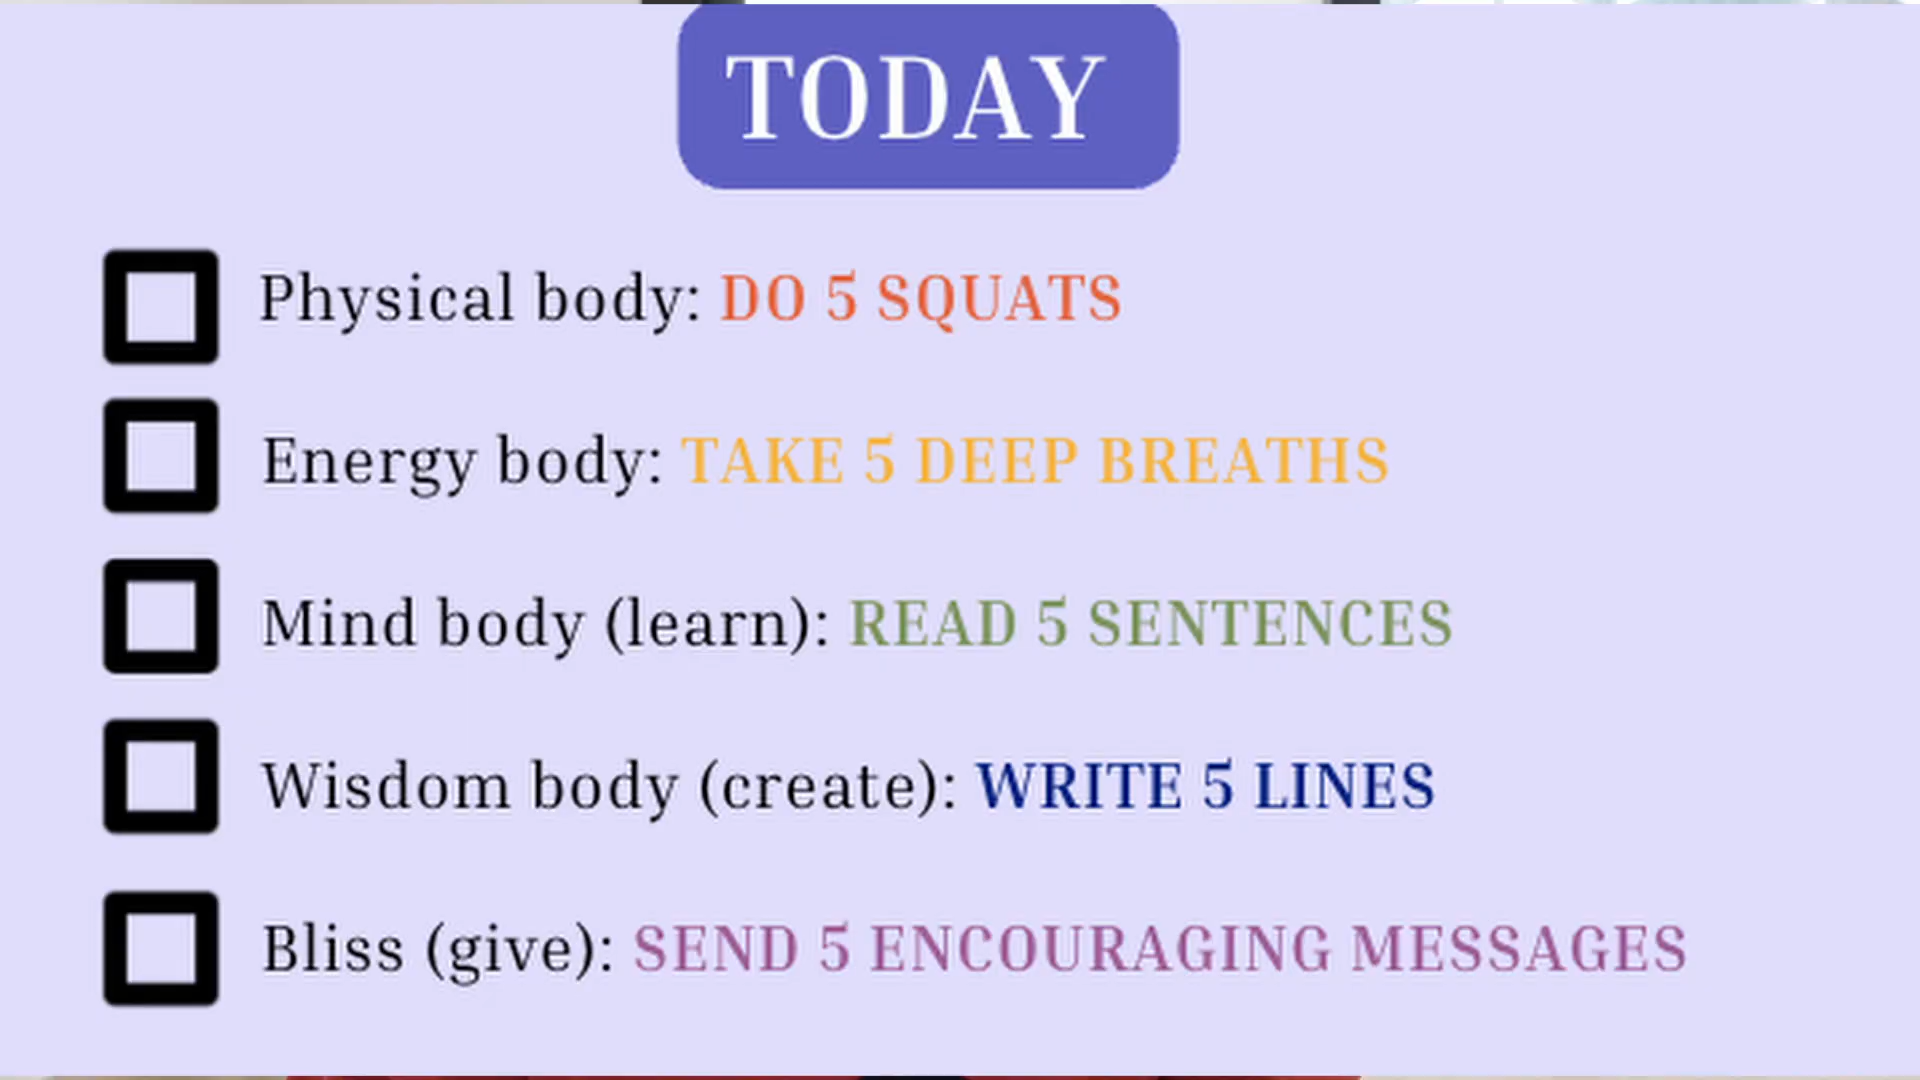 TODAY
Physical body: DO 5 SQUATS
Energy body: TAKE 5 DEEP BREATHS
Mind body (learn): READ 5 SENTENCES
Wisdom body (create): WRITE 5 LINES
Bliss (give): SEND 5 ENCOURAGING MESSAGES